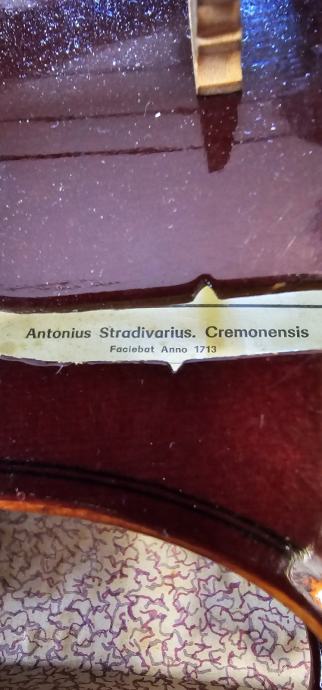 Antonius Stradivarius. Cremonensis
Faciebat Anno 1713